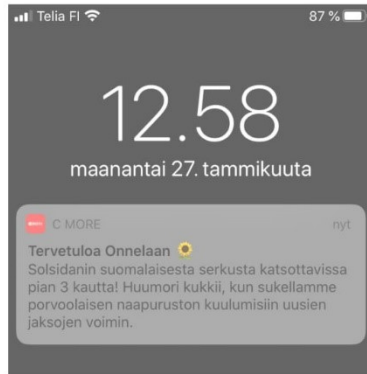 Telia FI 87 %
12.58
maanantai 27. tammikuuta
C MORE nyt
Tervetuloa Onnelaan 🌻
Solsidanin suomalaisesta serkusta katsottavissa
pian 3 kautta! Huumori kukkii, kun sukellamme
porvoolaisen naapuruston kuulumisiin uusien
jaksojen voimin.